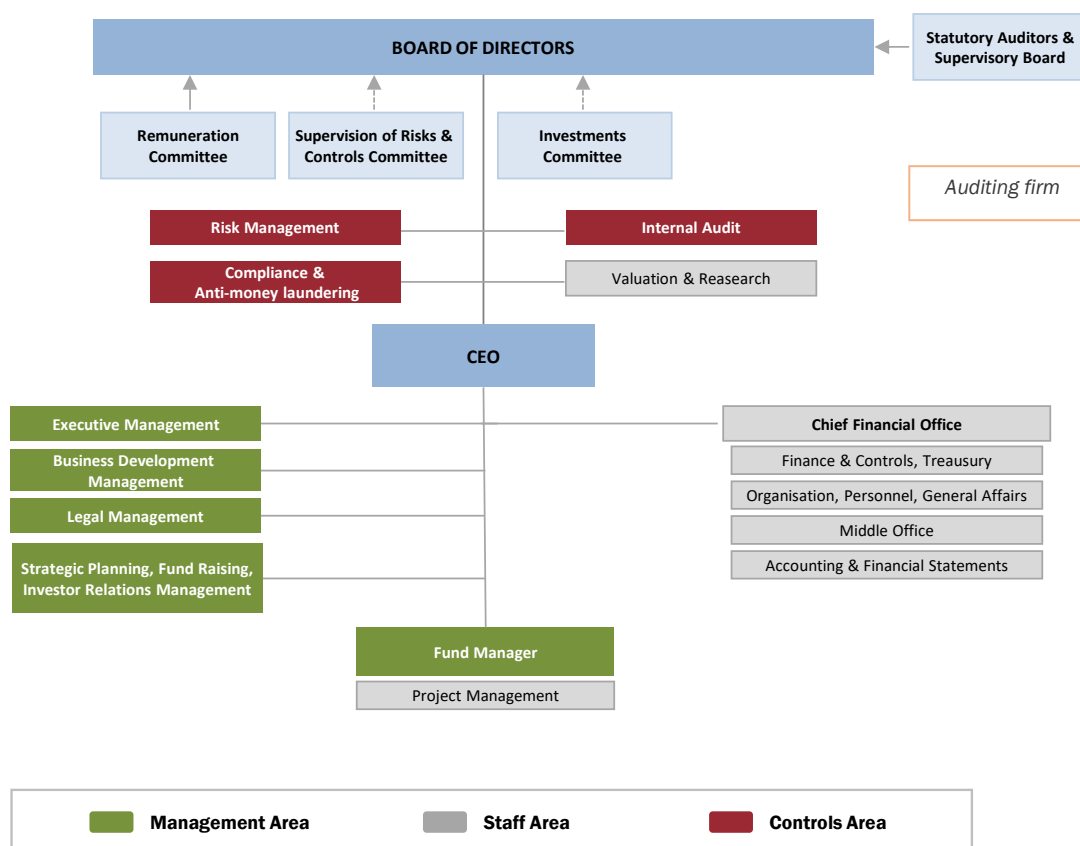 BOARD OF DIRECTORS
Statutory Auditors &
Supervisory Board
Remuneration
Committee
Supervision of Risks &
Controls Committee
Investments
Committee
Auditing firm
Risk Management
Internal Audit
Compliance &
Anti-money laundering
Valuation & Reasearch
CEO
Executive Management
Chief Financial Office
Business Development
Management
Finance & Controls, Treausury
Legal Management
Organisation, Personnel, General Affairs
Middle Office
Strategic Planning, Fund Raising,
Investor Relations Management
Accounting & Financial Statements
Fund Manager
Project Management
Management Area
Staff Area
Controls Area